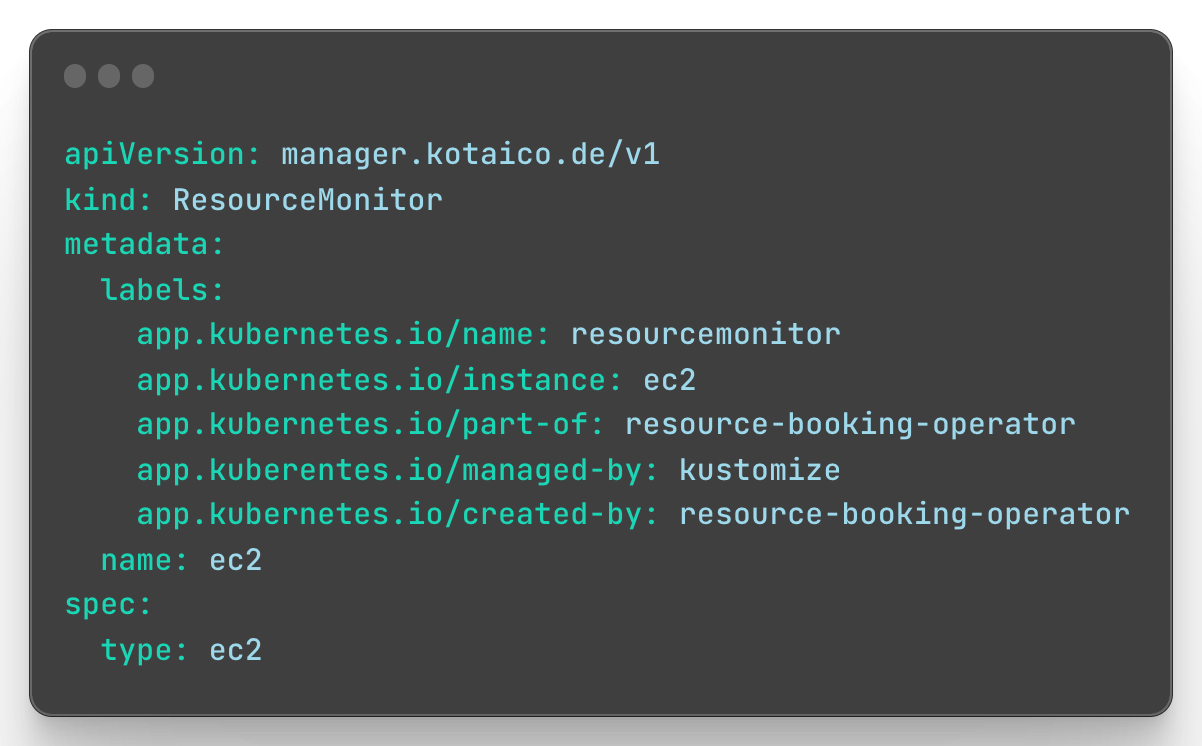 apiVersion: manager.kotaico.de/v1
kind: ResourceMonitor
metadata:
  labels:
    app.kubernetes.io/name: resourcemonitor
    app.kubernetes.io/instance: ec2
    app.kubernetes.io/part-of: resource-booking-operator
    app.kuberentes.io/managed-by: kustomize
    app.kubernetes.io/created-by: resource-booking-operator
  name: ec2
spec:
  type: ec2